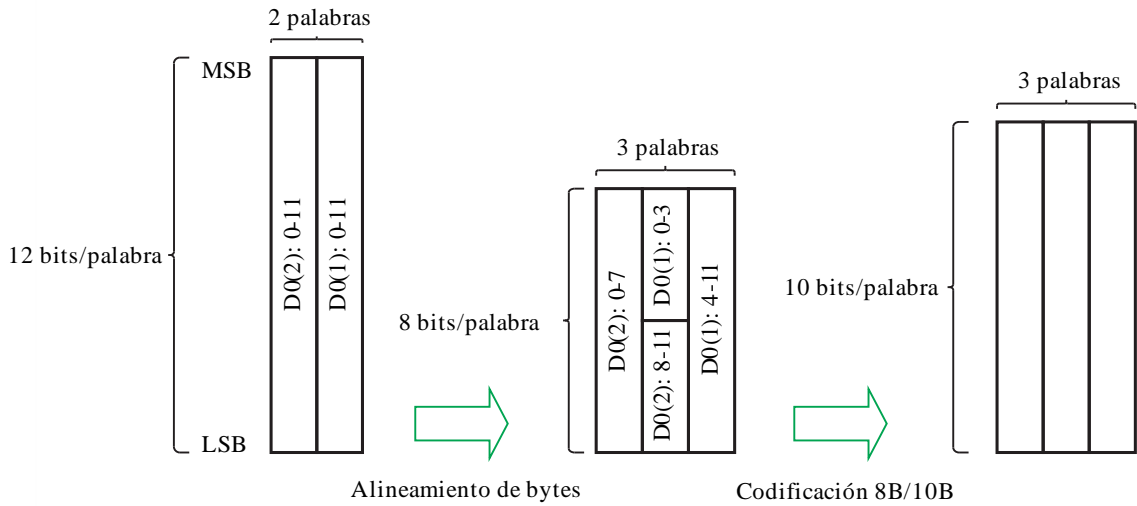 2 palabras
MSB
12 bits/palabra
LSB
D0(2): 0-11
D0(1): 0-11
Alineamiento de bytes
3 palabras
8 bits/palabra
D0(2): 0-7
D0(1): 0-3
D0(2): 8-11
D0(1): 4-11
Codificación 8B/10B
3 palabras
10 bits/palabra